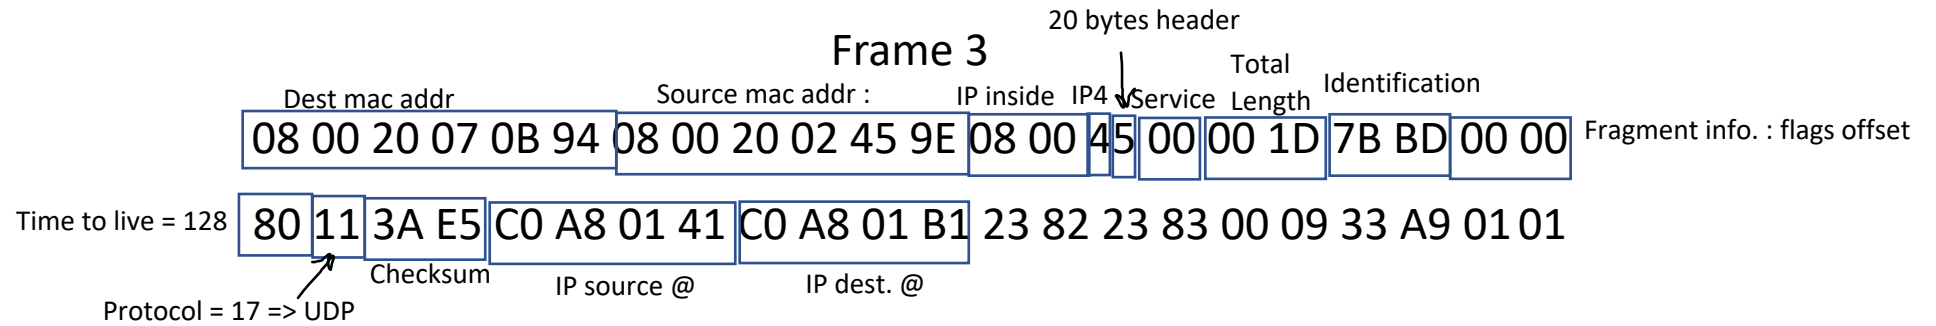 20 bytes header
Frame 3
Total
Length
Identification
Dest mac addr
Source mac addr :
IP inside
IP4
Service
08 00 20 07 0B 94 08 00 20 02 45 9E 08 00 45 00 00 1D 7B BD 00 00
Fragment info. : flags offset
Time to live = 128
80 11 3A E5 C0 A8 01 41 C0 A8 01 B1 23 82 23 83 00 09 33 A9 01 01
Checksum
IP source @
IP dest. @
Protocol = 17 => UDP